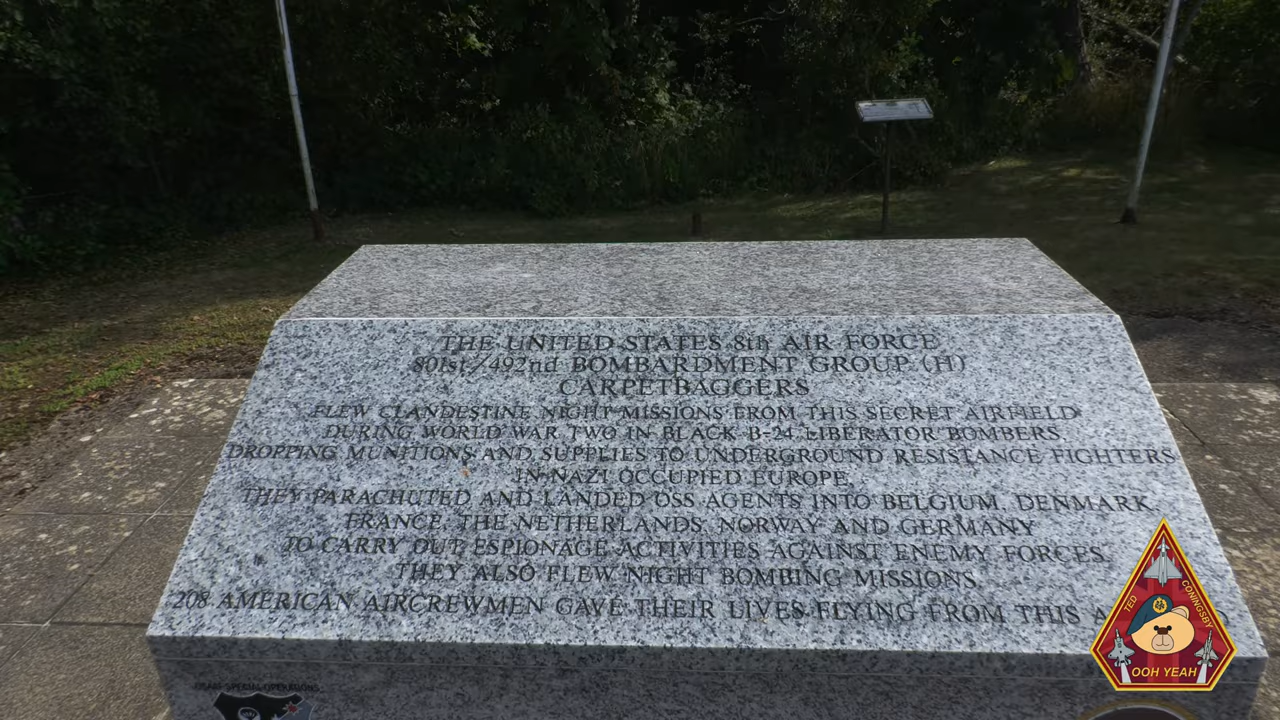 THE UNITED STATES 8th AIR FORCE
801st/492nd BOMBARDMENT GROUP (H)
CARPETBAGGERS
FLEW CLANDESTINE NIGHT MISSIONS FROM THIS SECRET AIRFIELD
DURING WORLD WAR TWO IN BLACK B-24 LIBERATOR BOMBERS,
DROPPING MUNITIONS AND SUPPLIES TO UNDERGROUND RESISTANCE FIGHTERS
IN NAZI OCCUPIED EUROPE.
THEY PARACHUTED AND LANDED OSS AGENTS INTO BELGIUM, DENMARK,
FRANCE, THE NETHERLANDS, NORWAY AND GERMANY
TO CARRY OUT ESPIONAGE ACTIVITIES AGAINST ENEMY FORCES.
THEY ALSO FLEW NIGHT BOMBING MISSIONS.
208 AMERICAN AIRCREWMEN GAVE THEIR LIVES FLYING FROM THIS
TED CONINGSBY
OOH YEAH
USAAF SPECIAL OPERATIONS